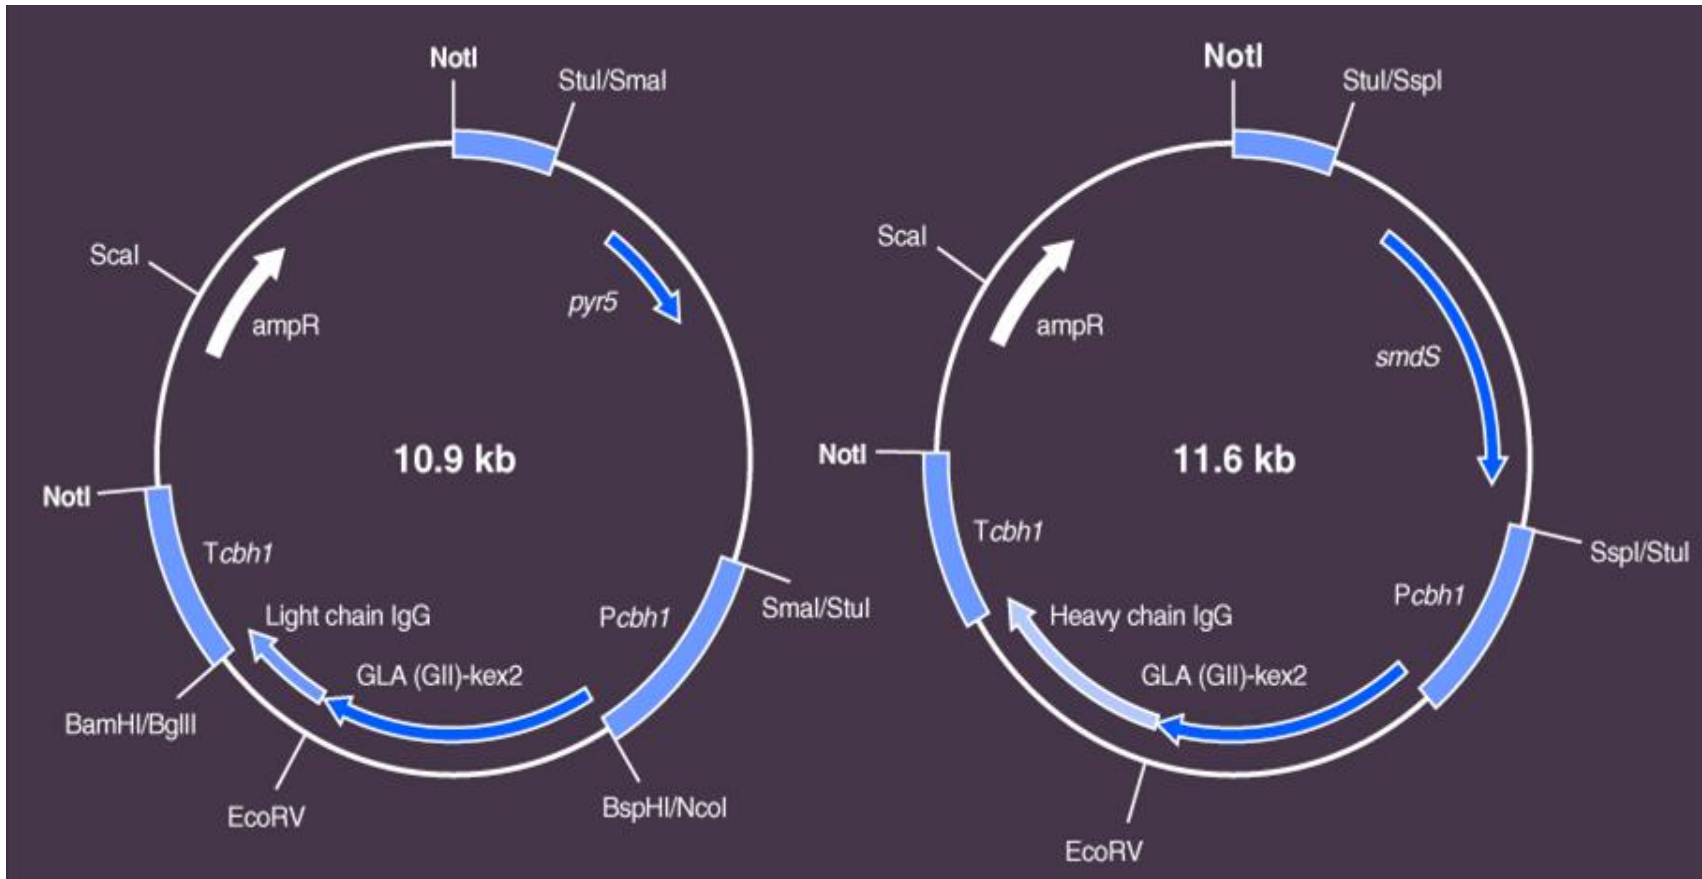 NotI
StuI/SmaI
ScaI
ampR
pyr5
10.9 kb
NotI
Tcbh1
Light chain IgG
Pcbh1
SmaI/StuI
GLA (GII)-kex2
BamHI/BglII
EcoRV
BspHI/NcoI
NotI
StuI/SspI
ScaI
ampR
smdS
NotI
11.6 kb
Tcbh1
SspI/StuI
Pcbh1
Heavy chain IgG
GLA (GII)-kex2
EcoRV